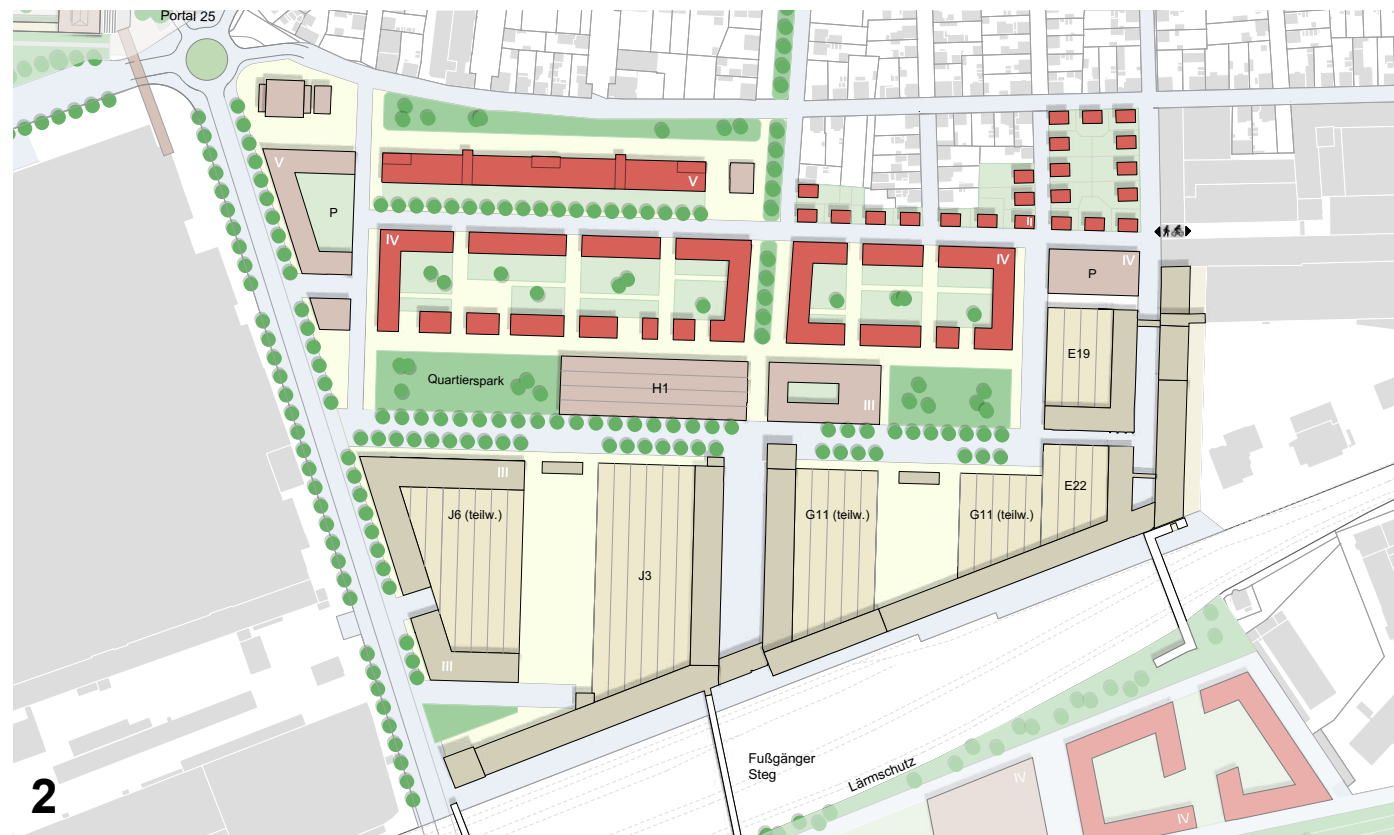 Portal 25
V
P
V
II
IV
IV
IV
P
E19
Quartierspark
H1
III
III
E22
J6 (teilw.)
G11 (teilw.)
G11 (teilw.)
J3
III
Fußgänger
Steg
Lärmschutz
IV
IV
2